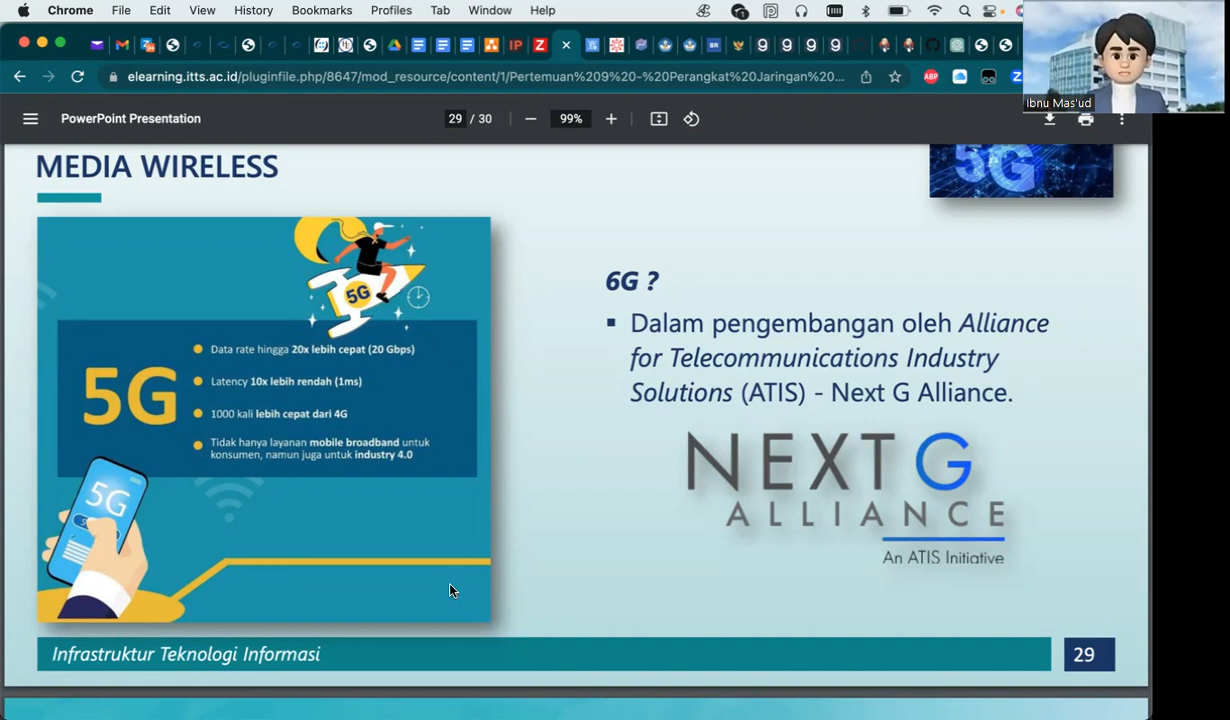 Chrome File Edit View History Bookmarks Profiles Tab Window Help
elearning.itts.ac.id/pluginfile.php/8647/mod_resource/content/1/Pertemuan%209%20-%20Perangkat%20Jaringan%20...
Ibnu Mas'ud
PowerPoint Presentation 29 / 30 99%
MEDIA WIRELESS
5G
5G
5G
Data rate hingga 20x lebih cepat (20 Gbps)
Latency 10x lebih rendah (1ms)
1000 kali lebih cepat dari 4G
Tidak hanya layanan mobile broadband untuk
konsumen, namun juga untuk industry 4.0
5G
6G ?
Dalam pengembangan oleh Alliance
for Telecommunications Industry
Solutions (ATIS) - Next G Alliance.
NEXT G
ALLIANCE
An ATIS Initiative
Infrastruktur Teknologi Informasi 29